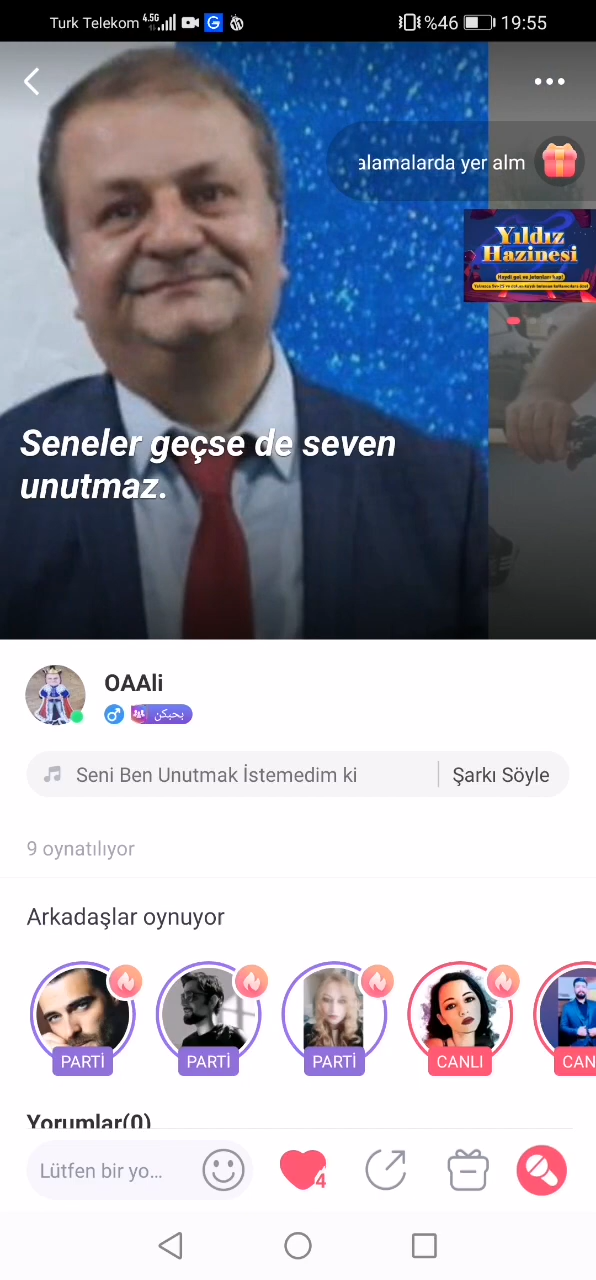 Turk Telekom 4.5G %46 19:55
alamalarda yer alm
Yıldız
Hazinesi
Seneler geçse de seven
unutmaz.
OAAli
بحبكن
Seni Ben Unutmak İstemedim ki Şarkı Söyle
9 oynatılıyor
Arkadaşlar oynuyor
PARTİ PARTİ PARTİ CANLI CAN
Yorumlar(0)
Lütfen bir yo... 4